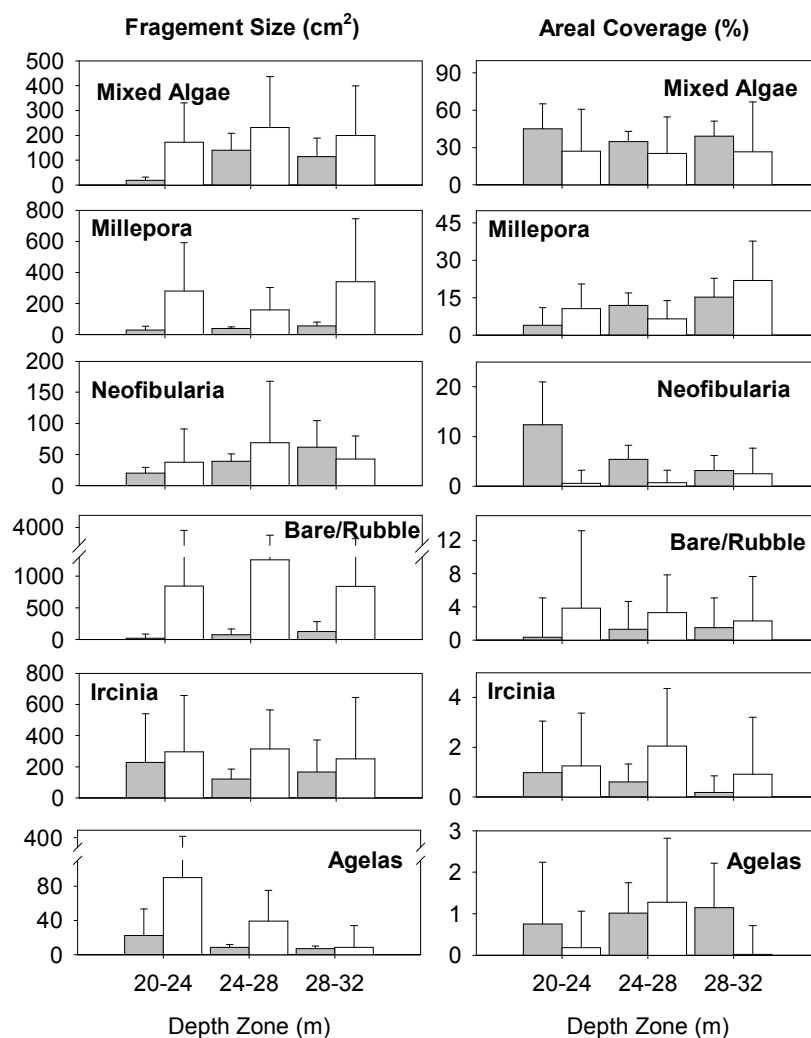 Fragement Size (cm²)
Areal Coverage (%)
500
400
300
200
100
0
Mixed Algae
90
60
30
0
Mixed Algae
800
600
400
200
0
Millepora
45
30
15
0
Millepora
200
150
100
50
0
Neofibularia
20
10
0
Neofibularia
4000
1000
500
0
Bare/Rubble
12
8
4
0
Bare/Rubble
800
600
400
200
0
Ircinia
4
2
0
Ircinia
400
80
40
0
Agelas
3
2
1
0
Agelas
20-24 24-28 28-32
20-24 24-28 28-32
Depth Zone (m)
Depth Zone (m)